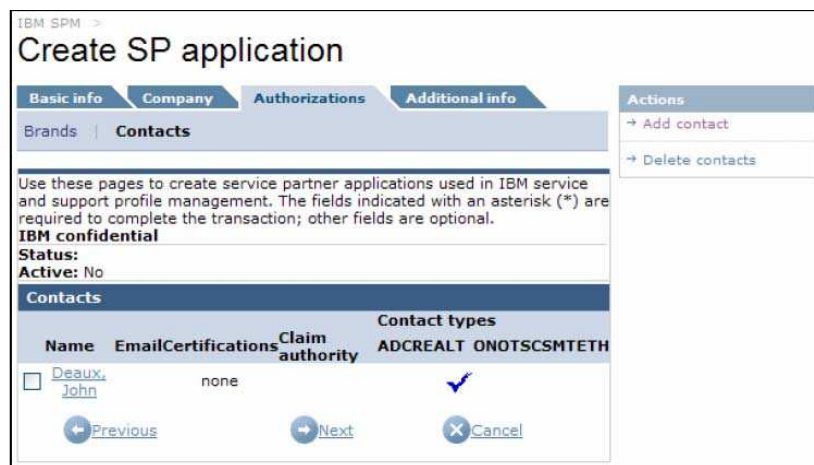 IBM SPM >
Create SP application
Basic info Company Authorizations Additional info
Brands | Contacts
Actions
→ Add contact
→ Delete contacts
Use these pages to create service partner applications used in IBM service
and support profile management. The fields indicated with an asterisk (*) are
required to complete the transaction; other fields are optional.
IBM confidential
Status:
Active: No
Contacts
Contact types
Name EmailCertifications Claim authority ADCREALT ONOTSCSMTETH
Deaux, John none
Previous Next Cancel